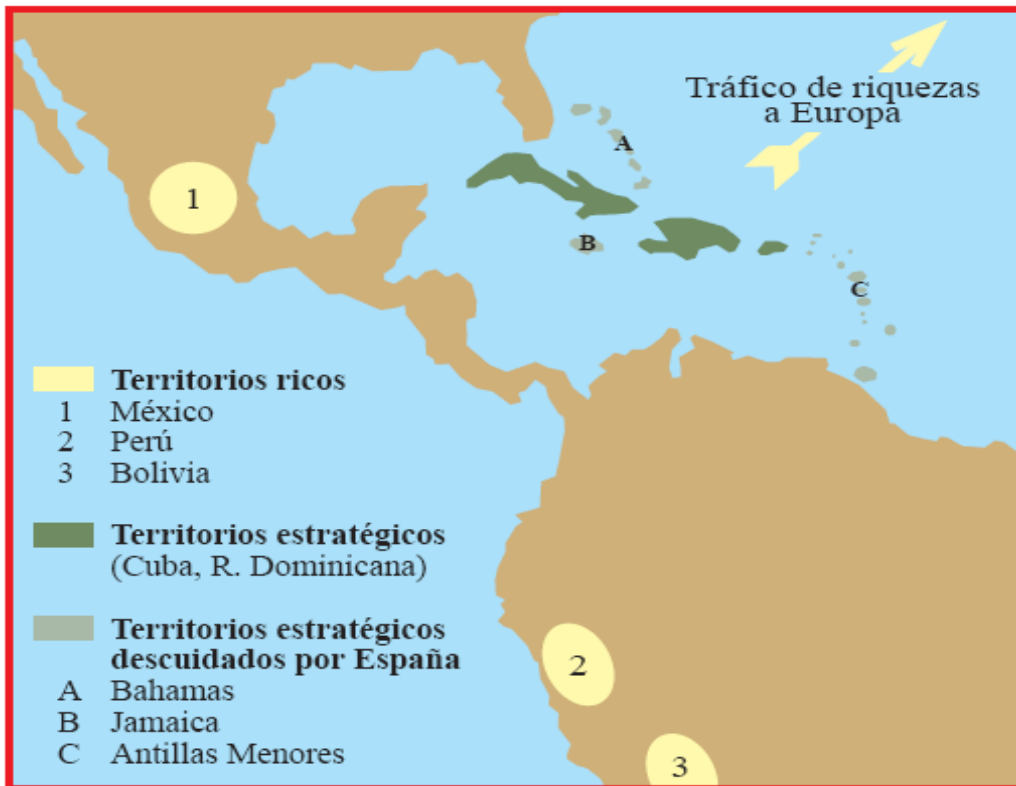 Tráfico de riquezas
a Europa
A
1
B
C
Territorios ricos
1 México
2 Perú
3 Bolivia
Territorios estratégicos
(Cuba, R. Dominicana)
Territorios estratégicos
descuidados por España
A Bahamas
B Jamaica
C Antillas Menores
2
3